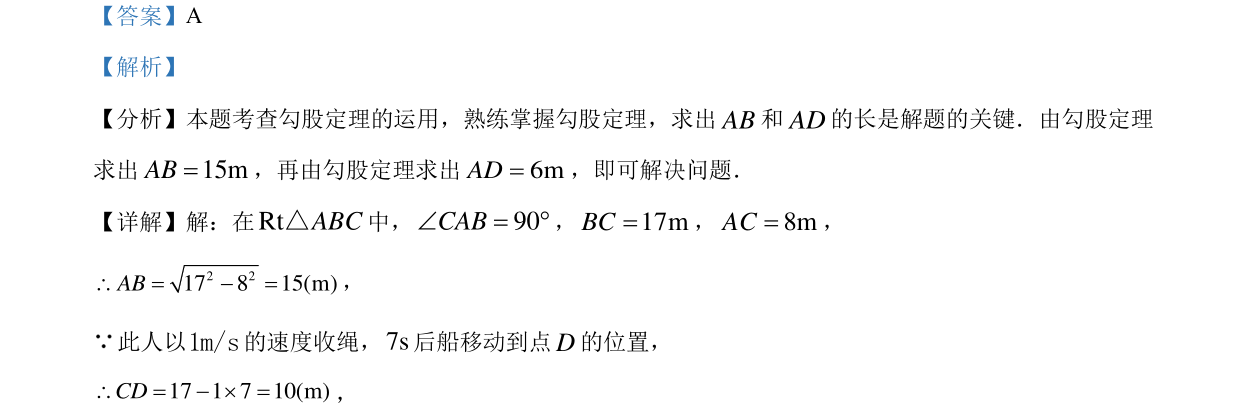 【答案】A
【解析】
【分析】本题考查勾股定理的运用，熟练掌握勾股定理，求出 AB 和 AD 的长是解题的关键．由勾股定理
求出 AB = 15m，再由勾股定理求出 AD = 6m，即可解决问题．
【详解】解：在 Rt△ABC 中，∠CAB = 90°，BC = 17m，AC = 8m，
∴ AB = √(17² − 8²) = 15(m)，
∵此人以1m/s 的速度收绳，7s 后船移动到点 D 的位置，
∴ CD = 17 − 1×7 = 10(m)，